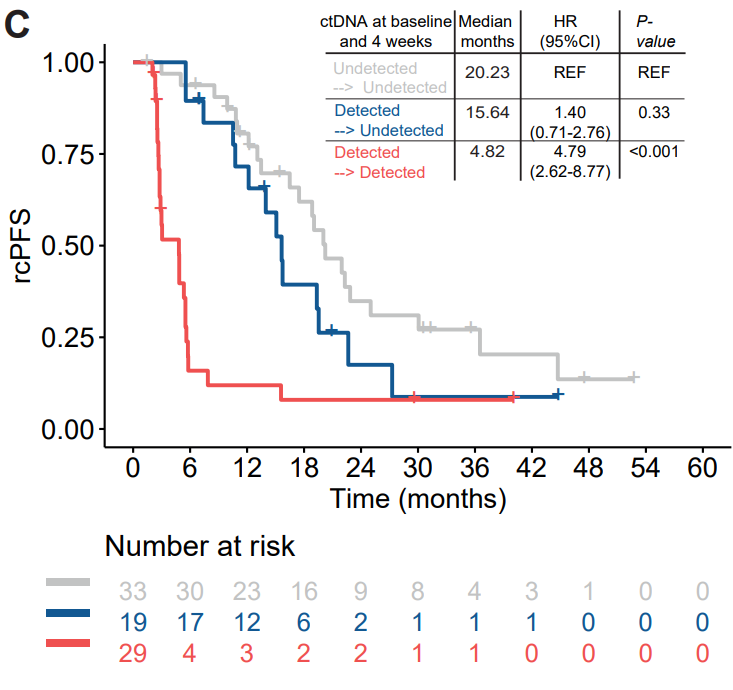 C
ctDNA at baseline Median HR P-
and 4 weeks months (95%CI) value
Undetected 20.23 REF REF
--> Undetected
Detected 15.64 1.40 0.33
--> Undetected (0.71-2.76)
Detected 4.82 4.79 <0.001
--> Detected (2.62-8.77)
rcPFS
1.00
0.75
0.50
0.25
0.00
0 6 12 18 24 30 36 42 48 54 60
Time (months)
Number at risk
33 30 23 16 9 8 4 3 1 0 0
19 17 12 6 2 1 1 1 0 0 0
29 4 3 2 2 1 1 0 0 0 0